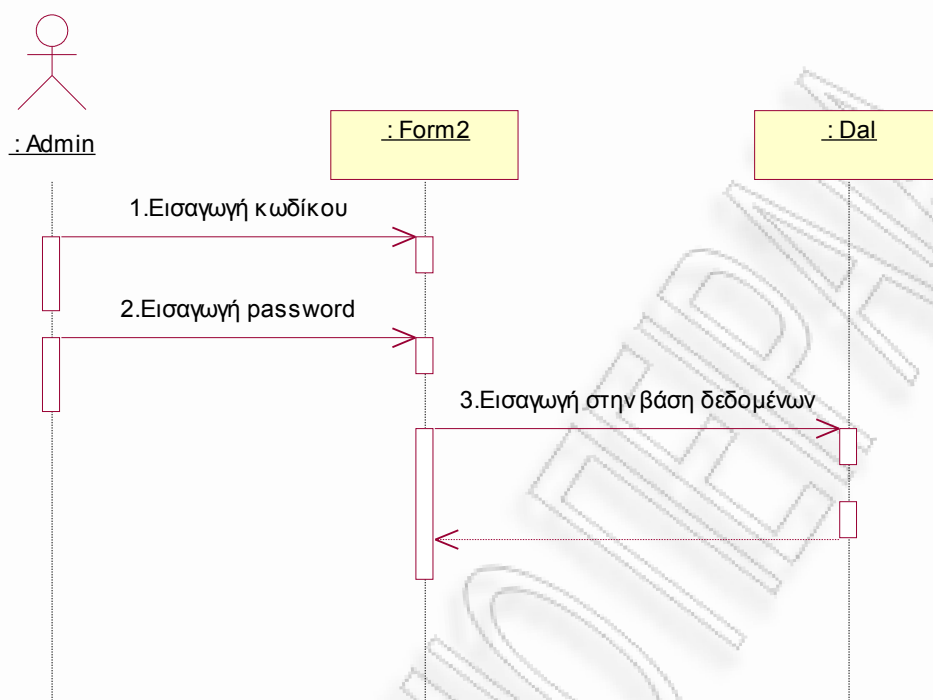 : Admin
: Form2
: Dal
1.Εισαγωγή κωδίκου
2.Εισαγωγή password
3.Εισαγωγή στην βάση δεδομένων